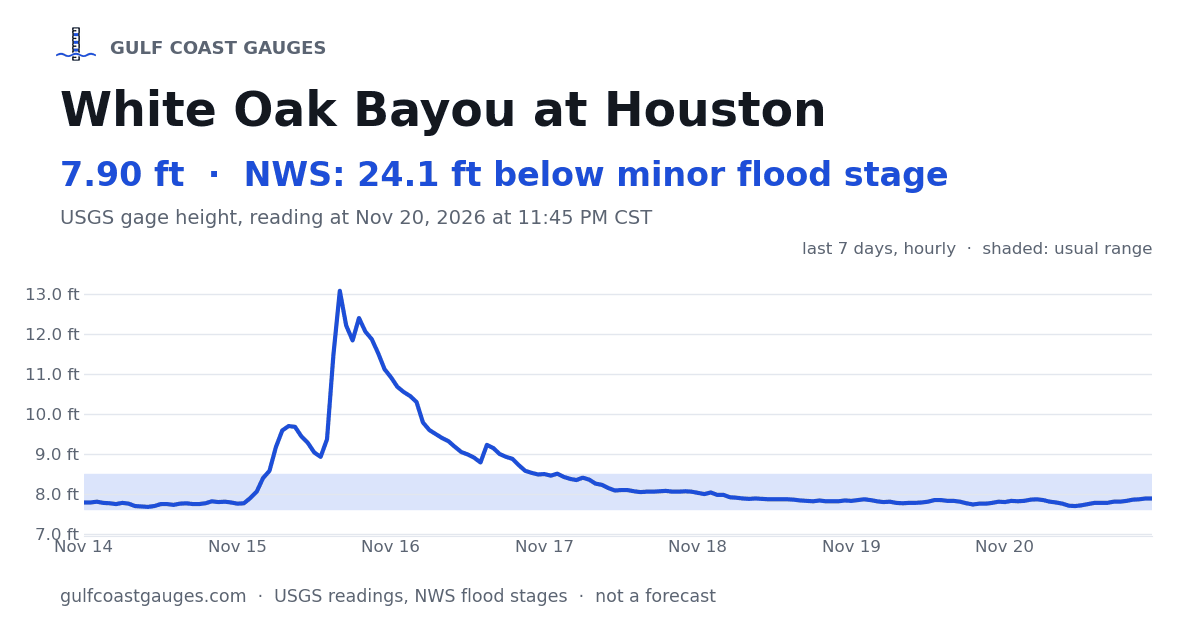 GULF COAST GAUGES
White Oak Bayou at Houston
7.90 ft · NWS: 24.1 ft below minor flood stage
USGS gage height, reading at Nov 20, 2026 at 11:45 PM CST
last 7 days, hourly · shaded: usual range
13.0 ft
12.0 ft
11.0 ft
10.0 ft
9.0 ft
8.0 ft
7.0 ft
Nov 14 Nov 15 Nov 16 Nov 17 Nov 18 Nov 19 Nov 20
gulfcoastgauges.com · USGS readings, NWS flood stages · not a forecast